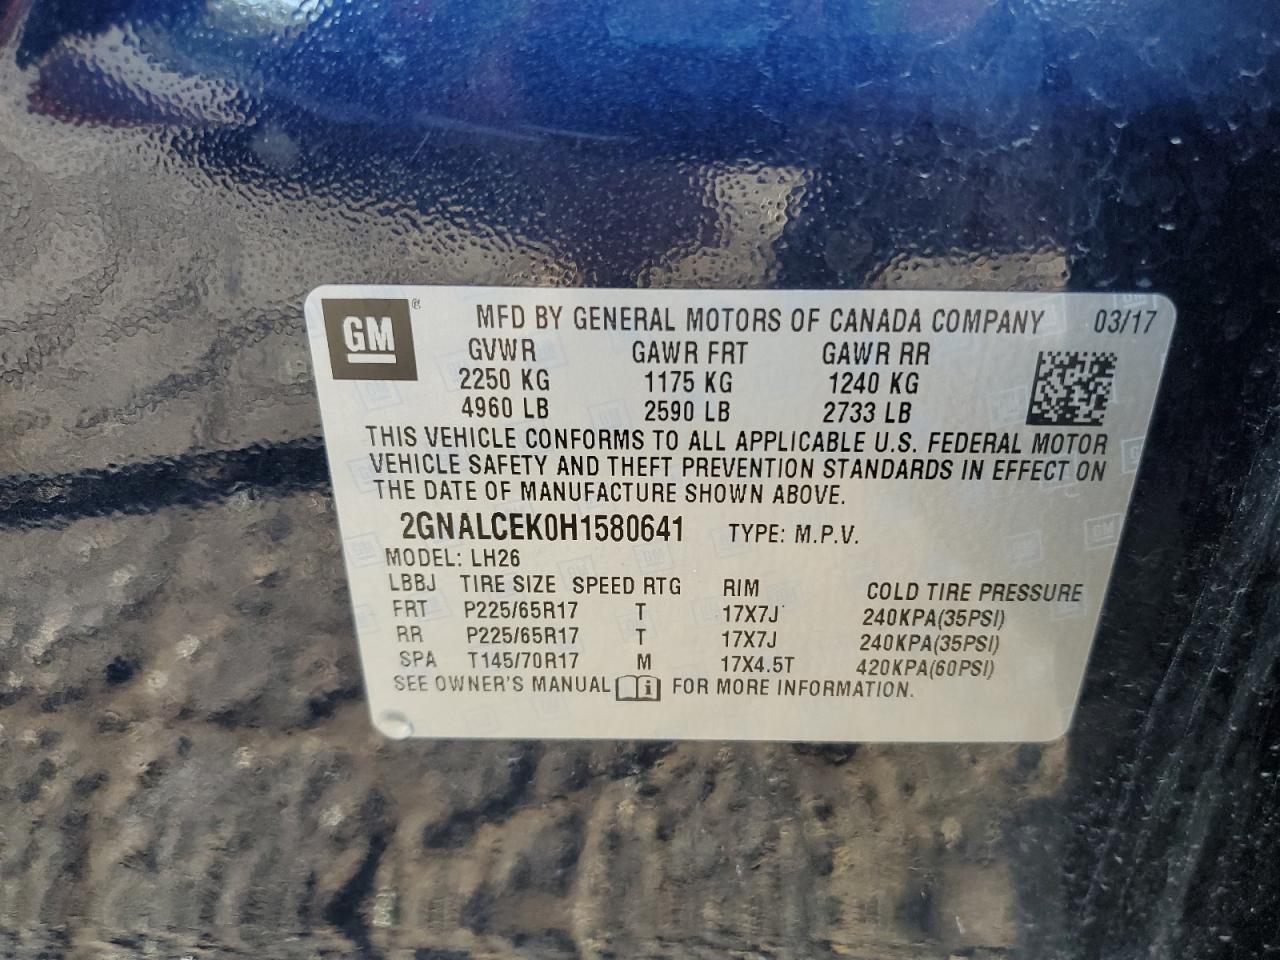 GM ®
MFD BY GENERAL MOTORS OF CANADA COMPANY 03/17
GVWR GAWR FRT GAWR RR
2250 KG 1175 KG 1240 KG
4960 LB 2590 LB 2733 LB
THIS VEHICLE CONFORMS TO ALL APPLICABLE U.S. FEDERAL MOTOR
VEHICLE SAFETY AND THEFT PREVENTION STANDARDS IN EFFECT ON
THE DATE OF MANUFACTURE SHOWN ABOVE.
2GNALCEK0H1580641 TYPE: M.P.V.
MODEL: LH26
LBBJ TIRE SIZE SPEED RTG RIM COLD TIRE PRESSURE
FRT P225/65R17 T 17X7J 240KPA(35PSI)
RR P225/65R17 T 17X7J 240KPA(35PSI)
SPA T145/70R17 M 17X4.5T 420KPA(60PSI)
SEE OWNER'S MANUAL i FOR MORE INFORMATION.